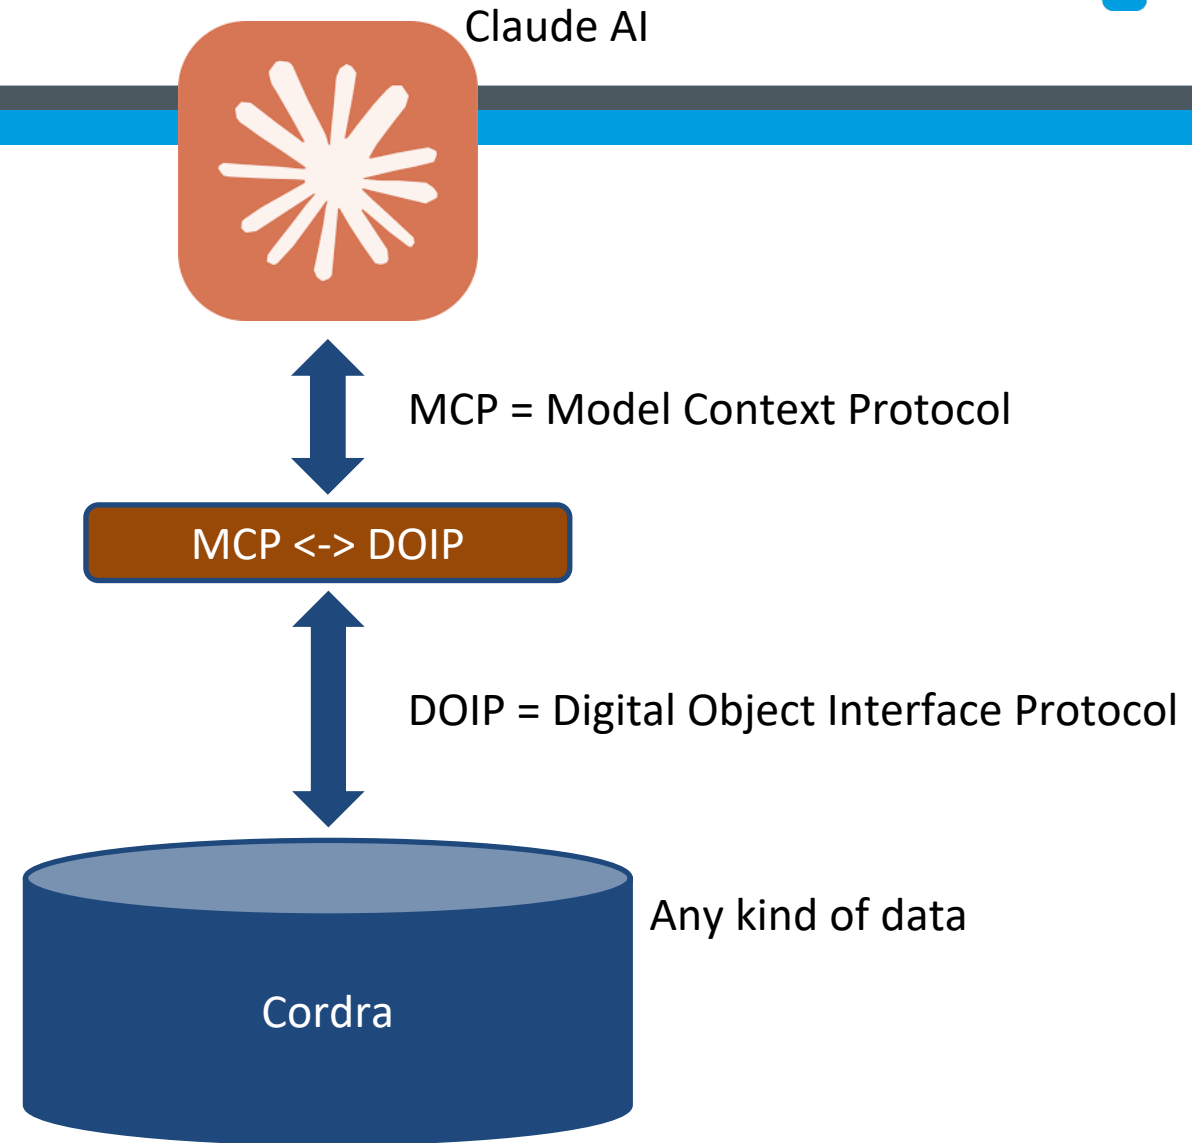 Claude AI
MCP = Model Context Protocol
MCP <-> DOIP
DOIP = Digital Object Interface Protocol
Any kind of data
Cordra